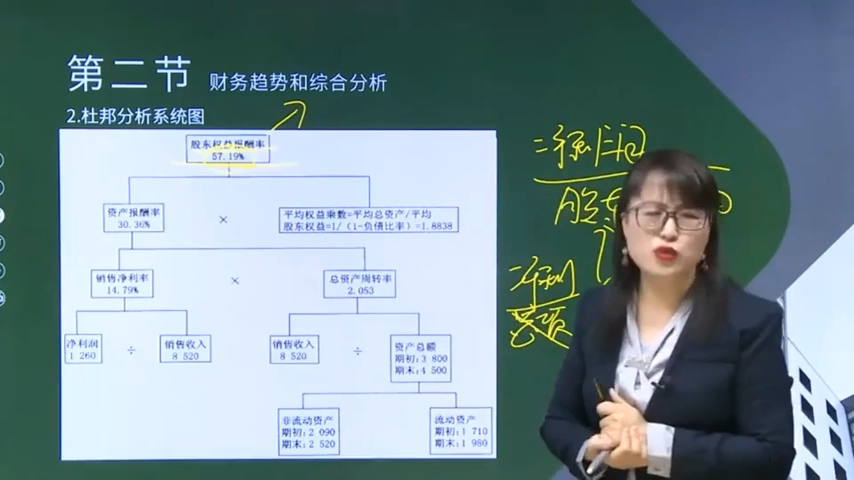 第二节 财务趋势和综合分析
2.杜邦分析系统图
股东权益报酬率
57.19%
资产报酬率
30.36%
×
平均权益乘数=平均总资产/平均
股东权益=1/(1-负债比率)=1.8838
销售净利率
14.79%
×
总资产周转率
2.053
净利润
1 260
÷
销售收入
8 520
销售收入
8 520
÷
资产总额
期初:3 800
期末:4 500
非流动资产
期初:2 090
期末:2 520
流动资产
期初:1 710
期末:1 980